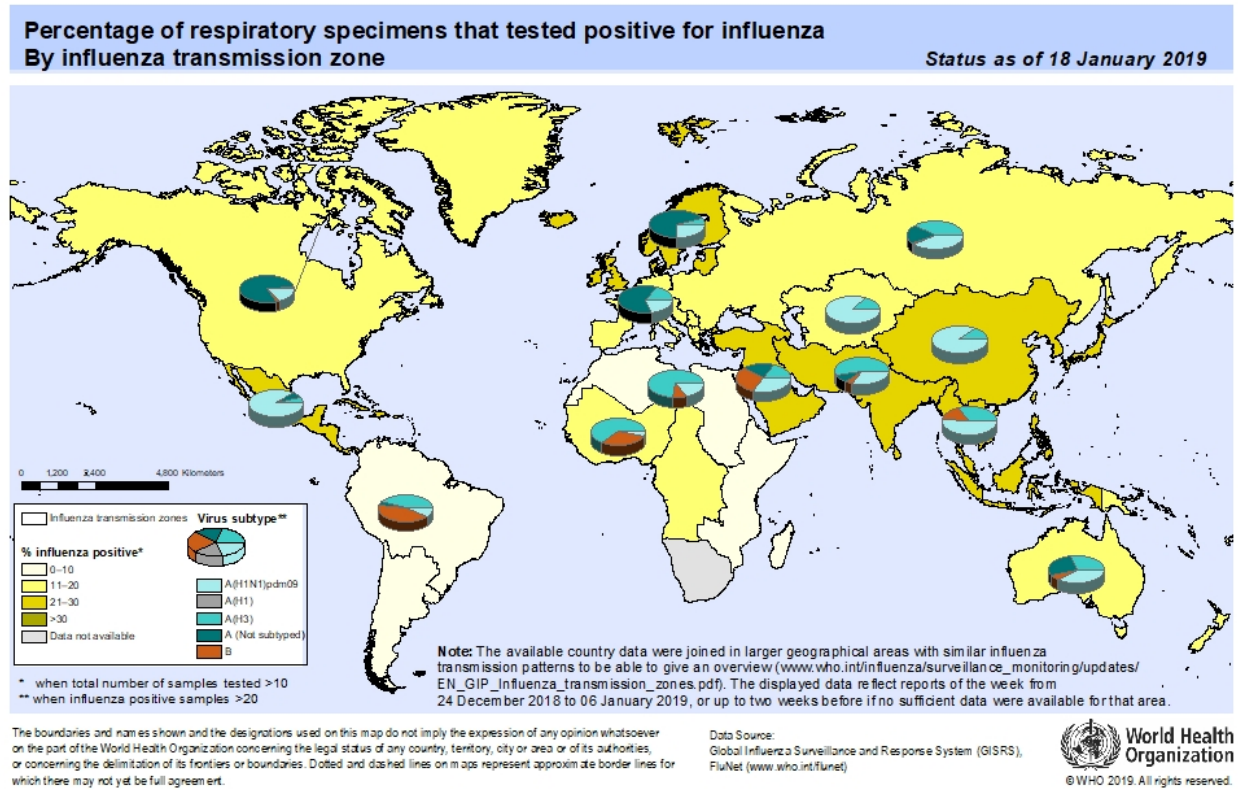 Percentage of respiratory specimens that tested positive for influenza
By influenza transmission zone
Status as of 18 January 2019
0 1,200 2,400 4,800 Kilometers
Influenza transmission zones
Virus subtype**
% influenza positive*
0–10
11–20
21–30
>30
Data not available
A(H1N1)pdm09
A(H1)
A(H3)
A (Not subtyped)
B
* when total number of samples tested >10
** when influenza positive samples >20
Note: The available country data were joined in larger geographical areas with similar influenza
transmission patterns to be able to give an overview (www.who.int/influenza/surveillance_monitoring/updates/
EN_GIP_Influenza_transmission_zones.pdf). The displayed data reflect reports of the week from
24 December 2018 to 06 January 2019, or up to two weeks before if no sufficient data were available for that area.
The boundaries and names shown and the designations used on this map do not imply the expression of any opinion whatsoever
on the part of the World Health Organization concerning the legal status of any country, territory, city or area or of its authorities,
or concerning the delimitation of its frontiers or boundaries. Dotted and dashed lines on maps represent approximate border lines for
which there may not yet be full agreement.
Data Source:
Global Influenza Surveillance and Response System (GISRS),
FluNet (www.who.int/flunet)
World Health
Organization
© WHO 2019. All rights reserved.